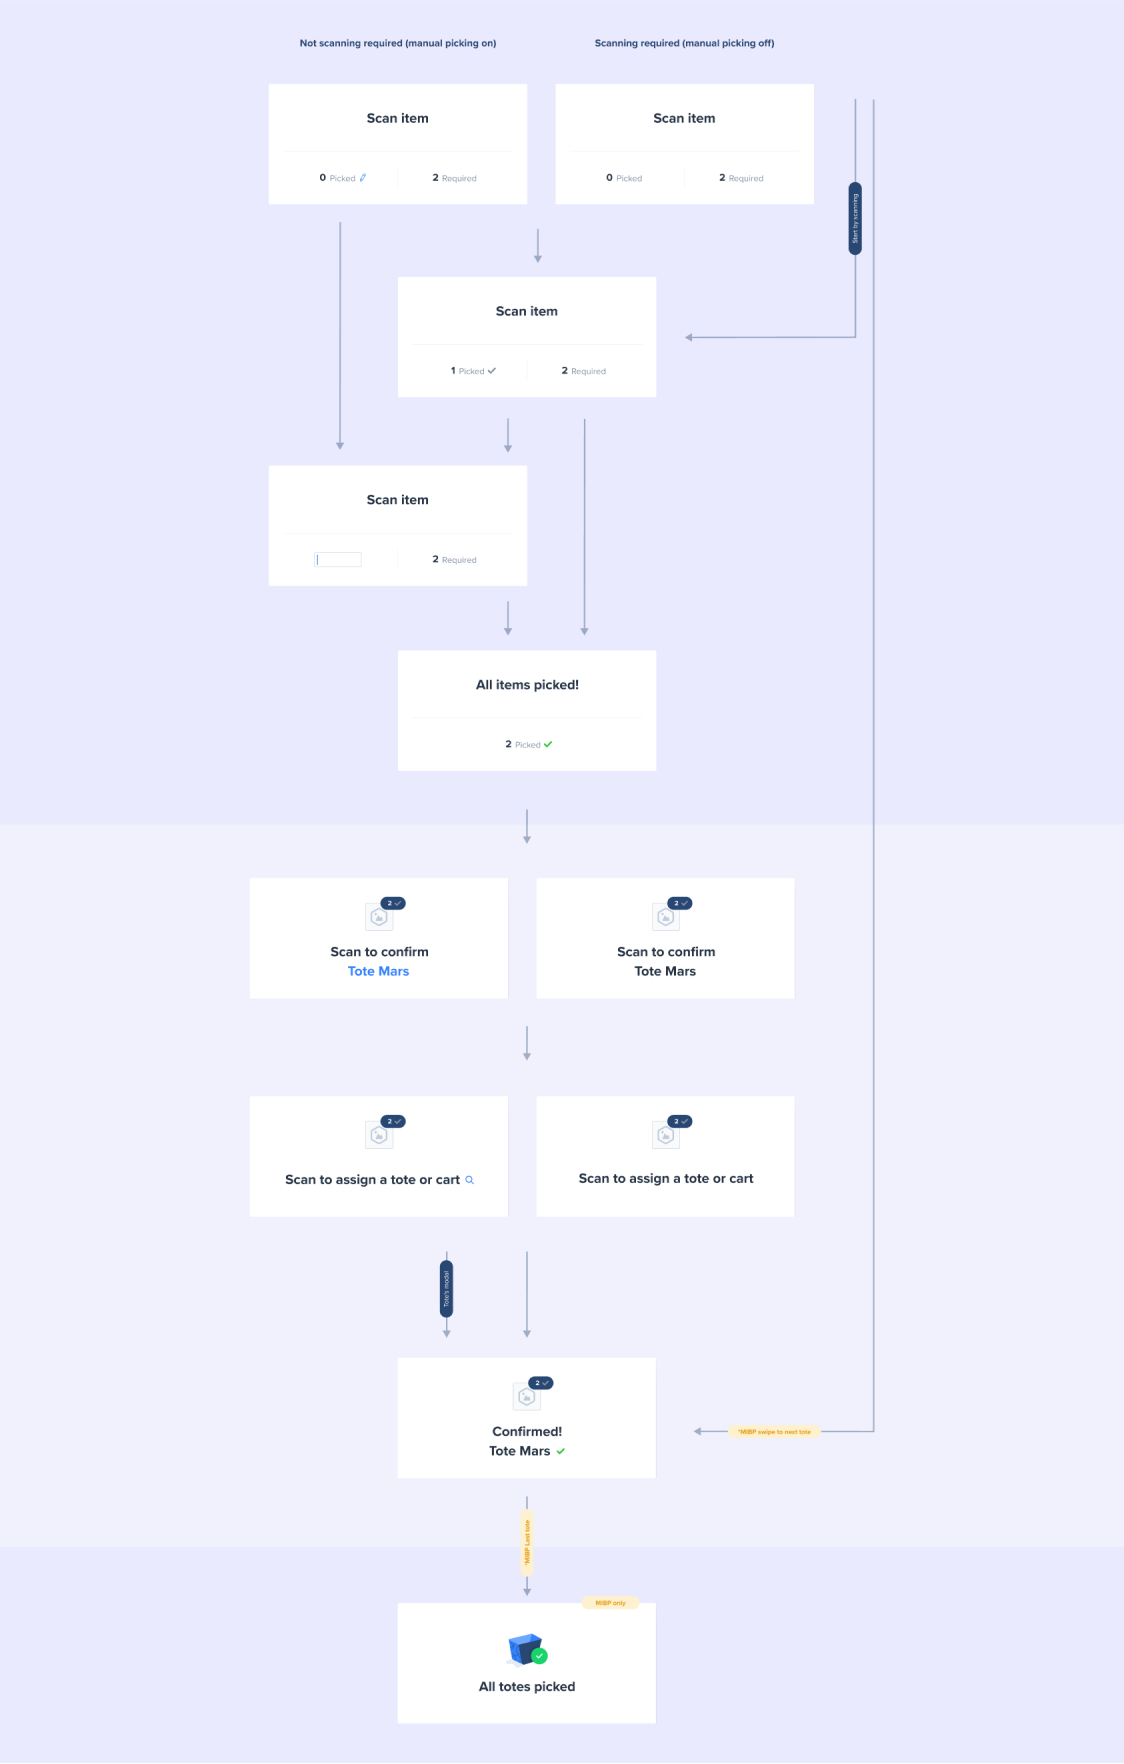 Not scanning required (manual picking on)
Scanning required (manual picking off)
Scan item
0 Picked
2 Required
Scan item
0 Picked
2 Required
Start by scanning
Scan item
1 Picked
2 Required
Scan item
2 Required
All items picked!
2 Picked
2
Scan to confirm
Tote Mars
2
Scan to confirm
Tote Mars
2
Scan to assign a tote or cart
2
Scan to assign a tote or cart
Tote's modal
2
Confirmed!
Tote Mars
*MIBP swipe to next tote
*MIBP Last tote
MIBP only
All totes picked